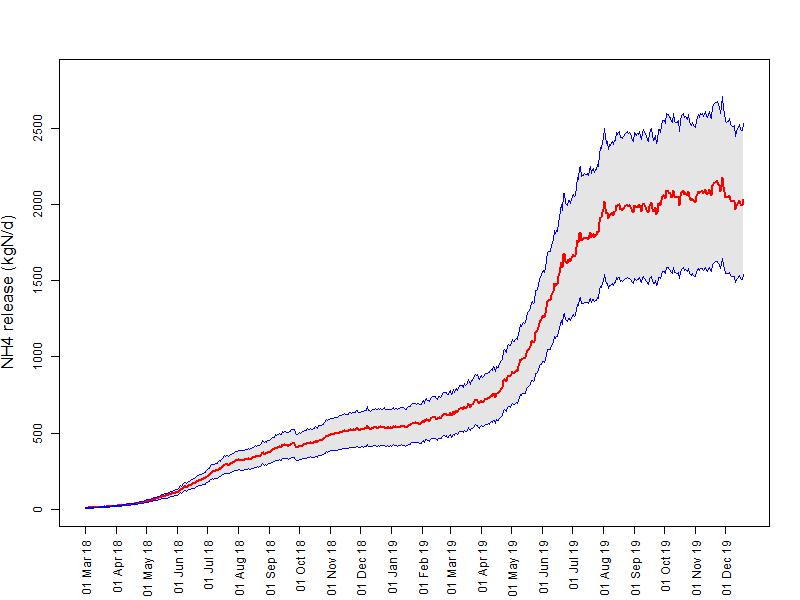 NH4 release (kgN/d)
2500
2000
1500
1000
500
0
01 Mar 18
01 Apr 18
01 May 18
01 Jun 18
01 Jul 18
01 Aug 18
01 Sep 18
01 Oct 18
01 Nov 18
01 Dec 18
01 Jan 19
01 Feb 19
01 Mar 19
01 Apr 19
01 May 19
01 Jun 19
01 Jul 19
01 Aug 19
01 Sep 19
01 Oct 19
01 Nov 19
01 Dec 19